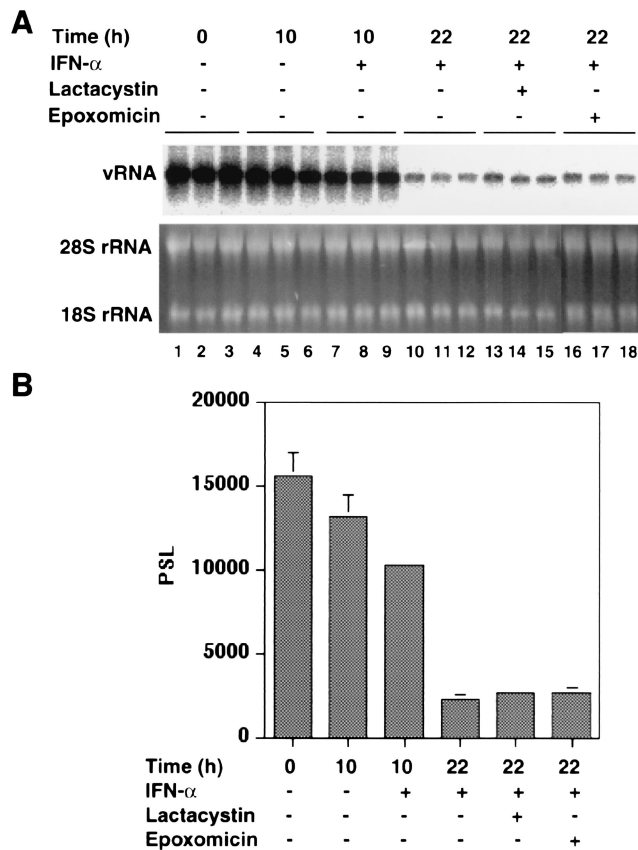 A
Time (h) 0 10 10 22 22 22
IFN-α - - + + + +
Lactacystin - - - - + -
Epoxomicin - - - - - +
vRNA
28S rRNA
18S rRNA
1 2 3 4 5 6 7 8 9 10 11 12 13 14 15 16 17 18
B
20000
15000
10000
5000
0
PSL
Time (h) 0 10 10 22 22 22
IFN-α - - + + + +
Lactacystin - - - - + -
Epoxomicin - - - - - +